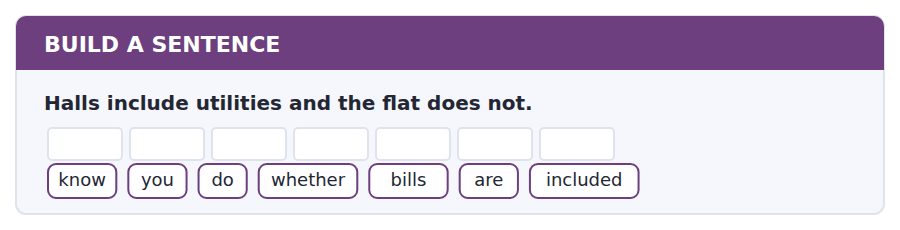 BUILD A SENTENCE
Halls include utilities and the flat does not.
know you do whether bills are included